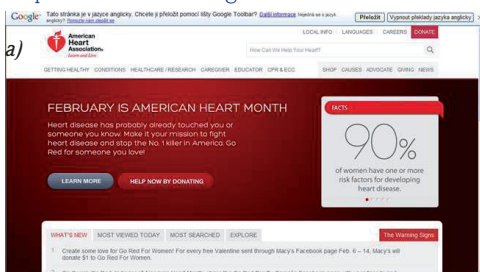 Google
Tato stránka je v jazyce anglicky. Chcete ji přeložit pomocí lišty Google Toolbar? Další informace
Přeložit
Vypnout překlady jazyka anglicky
a)
LOCAL INFO LANGUAGES CAREERS DONATE
American
Heart
Association®
Learn and Live
How Can We Help Your Heart?
GETTING HEALTHY CONDITIONS HEALTHCARE / RESEARCH CAREGIVER EDUCATOR CPR & ECC
SHOP CAUSES ADVOCATE GIVING NEWS
FEBRUARY IS AMERICAN HEART MONTH
Heart disease has probably already touched you or
someone you know. Make it your mission to fight
heart disease and stop the No. 1 killer in America. Go
Red for someone you love!
LEARN MORE
HELP NOW BY DONATING
FACTS
90%
of women have one or more
risk factors for developing
heart disease.
WHAT'S NEW MOST VIEWED TODAY MOST SEARCHED EXPLORE
The Warning Signs
1 Create some love for Go Red For Women! For every free Valentine sent through Macy's Facebook page Feb. 6 – 14, Macy's will
donate $1 to Go Red For Women.